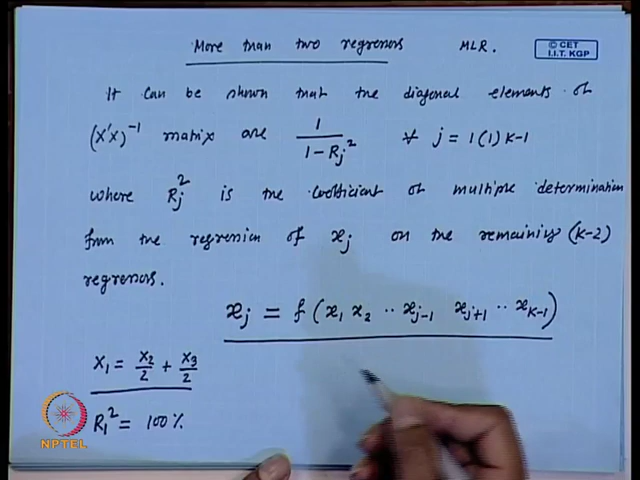 More than two regressors MLR.
© CET
I.I.T. KGP
It can be shown that the diagonal elements of
(X'X)⁻¹ matrix are 1/(1-Rj²) ∀ j = 1(1) K-1
where Rj² is the coefficient of multiple determination
from the regression of xj on the remaining (K-2)
regressors.
xj = f(x1 x2 .. xj-1 xj+1 .. xK-1)
X1 = X2/2 + X3/2
R1² = 100%
NPTEL